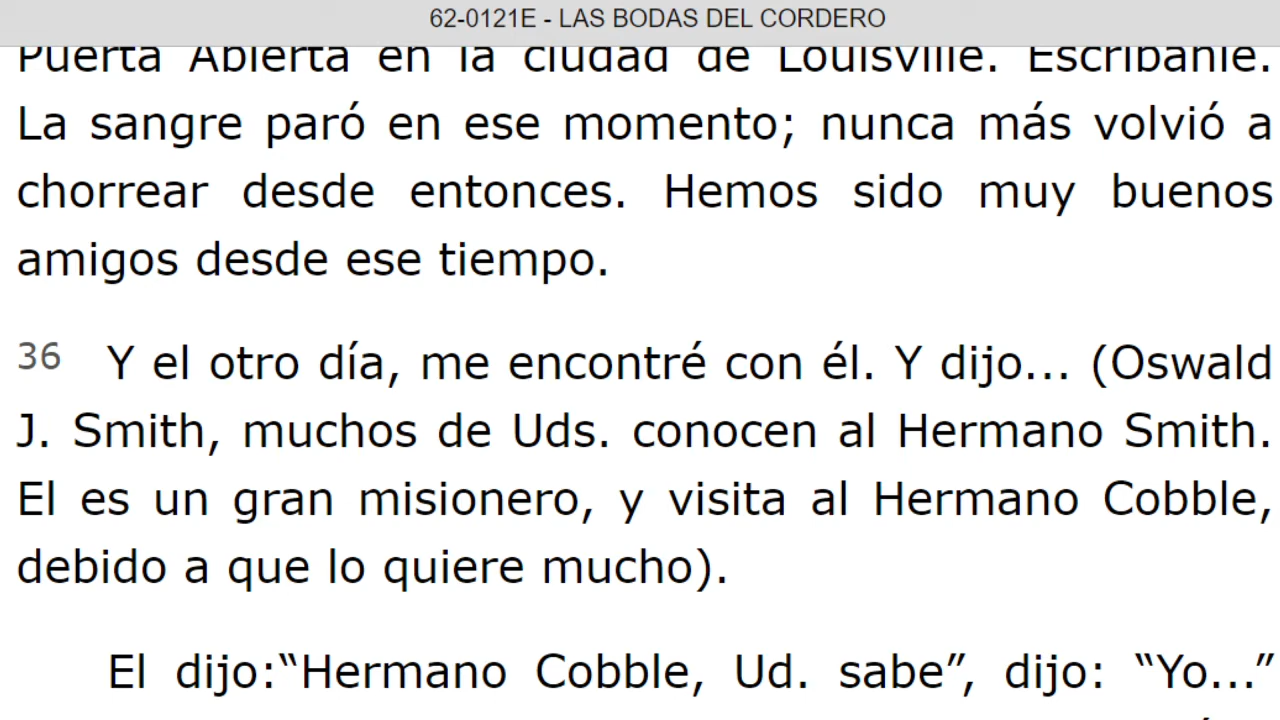 62-0121E - LAS BODAS DEL CORDERO
Puerta Abierta en la ciudad de Louisville. Escríbanle.
La sangre paró en ese momento; nunca más volvió a
chorrear desde entonces. Hemos sido muy buenos
amigos desde ese tiempo.
36 Y el otro día, me encontré con él. Y dijo... (Oswald
J. Smith, muchos de Uds. conocen al Hermano Smith.
El es un gran misionero, y visita al Hermano Cobble,
debido a que lo quiere mucho).
El dijo:“Hermano Cobble, Ud. sabe”, dijo: “Yo...”